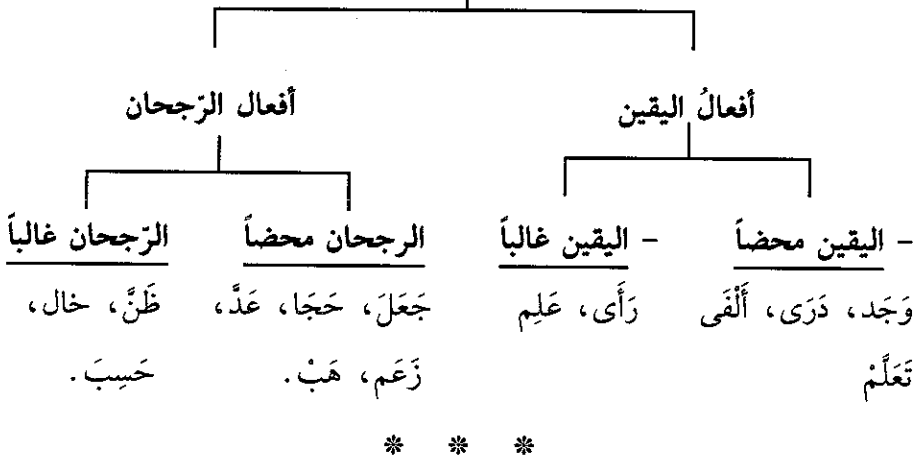 أفعالُ اليقين أفعال الرّجحان
- اليقين محضاً - اليقين غالباً الرجحان محضاً الرّجحان غالباً
وَجَد، دَرَى، أَلْفَى رَأَى، عَلِم جَعَلَ، حَجَا، عَدَّ، ظَنَّ، خال،
تَعَلَّمْ زَعَم، هَبْ. حَسِبَ.
* * *